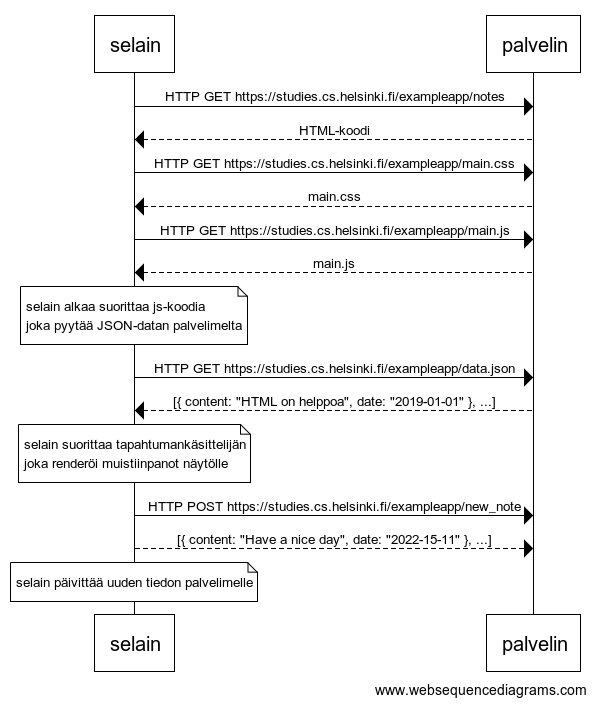 selain
palvelin
HTTP GET https://studies.cs.helsinki.fi/exampleapp/notes
HTML-koodi
HTTP GET https://studies.cs.helsinki.fi/exampleapp/main.css
main.css
HTTP GET https://studies.cs.helsinki.fi/exampleapp/main.js
main.js
selain alkaa suorittaa js-koodia
joka pyytää JSON-datan palvelimelta
HTTP GET https://studies.cs.helsinki.fi/exampleapp/data.json
[{ content: "HTML on helppoa", date: "2019-01-01" }, ...]
selain suorittaa tapahtumankäsittelijän
joka renderöi muistiinpanot näytölle
HTTP POST https://studies.cs.helsinki.fi/exampleapp/new_note
[{ content: "Have a nice day", date: "2022-15-11" }, ...]
selain päivittää uuden tiedon palvelimelle
selain
palvelin
www.websequencediagrams.com